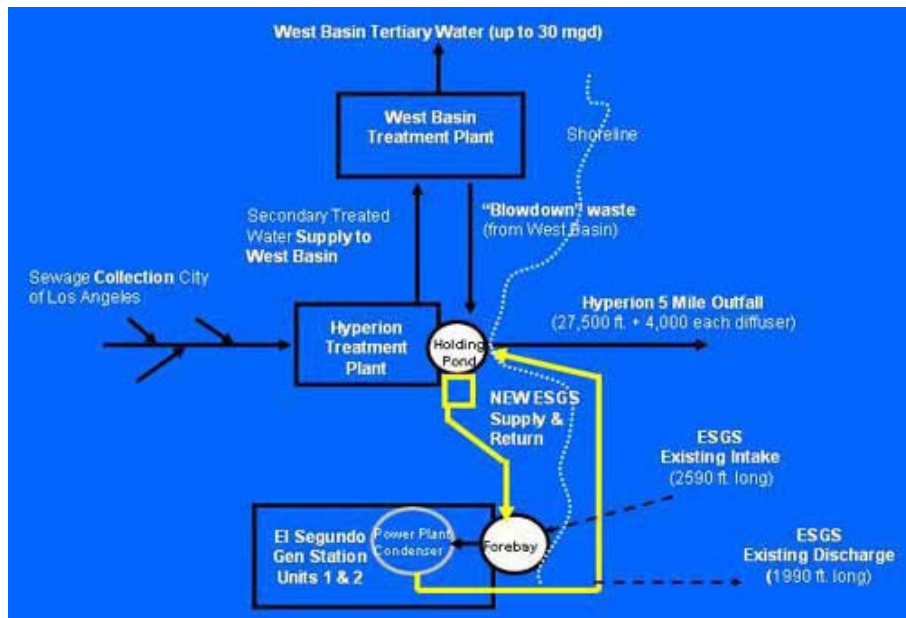 West Basin Tertiary Water (up to 30 mgd)
West Basin
Treatment Plant
Shoreline
Secondary Treated
Water Supply to
West Basin
"Blowdown" waste
(from West Basin)
Sewage Collection City
of Los Angeles
Hyperion
Treatment
Plant
Holding
Pond
Hyperion 5 Mile Outfall
(27,500 ft. + 4,000 each diffuser)
NEW ESGS
Supply &
Return
ESGS
Existing Intake
(2590 ft. long)
El Segundo
Gen Station
Units 1 & 2
Power Plant
Condenser
Forebay
ESGS
Existing Discharge
(1990 ft. long)